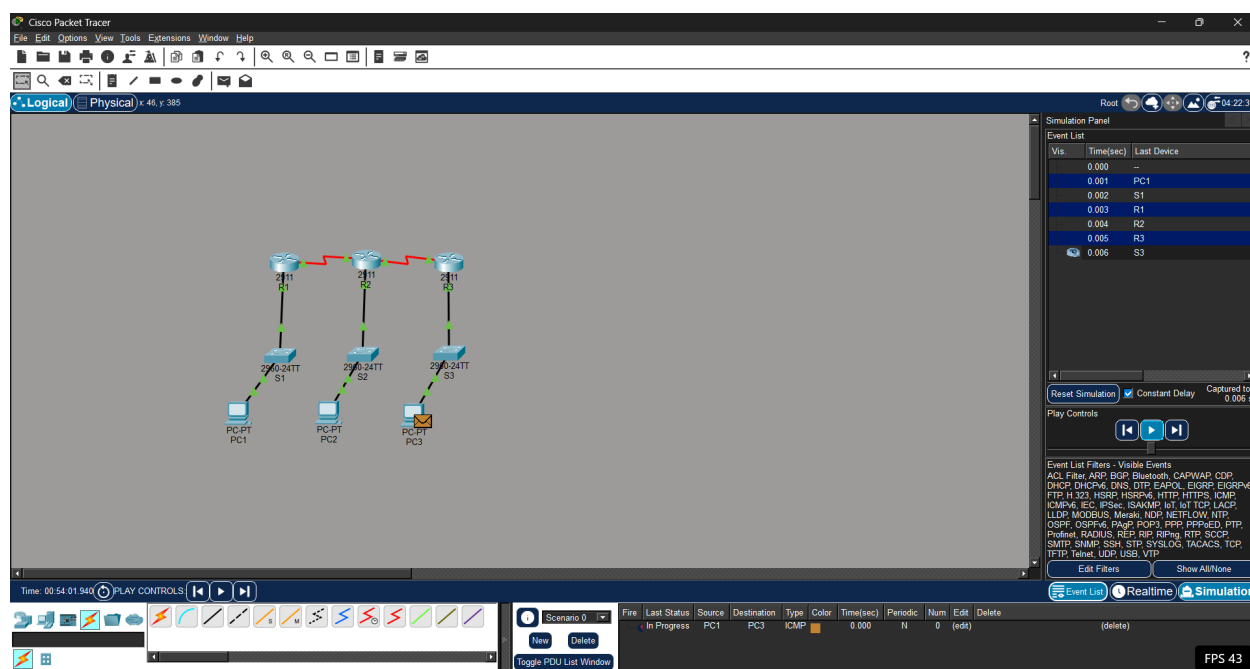 Cisco Packet Tracer
File Edit Options View Tools Extensions Window Help
?
Logical Physical x: 46, y: 385
Root 04:22:3
Simulation Panel
Event List
Vis. Time(sec) Last Device
0.000 --
0.001 PC1
0.002 S1
0.003 R1
0.004 R2
0.005 R3
0.006 S3
2911
R1
2911
R2
2911
R3
2960-24TT
S1
2960-24TT
S2
2960-24TT
S3
PC-PT
PC1
PC-PT
PC2
PC-PT
PC3
Reset Simulation Constant Delay Captured to
0.006 s
Play Controls
Event List Filters - Visible Events
ACL Filter, ARP, BGP, Bluetooth, CAPWAP, CDP,
DHCP, DHCPv6, DNS, DTP, EAPOL, EIGRP, EIGRPv6
FTP, H.323, HSRP, HSRPv6, HTTP, HTTPS, ICMP,
ICMPv6, IEC, IPSec, ISAKMP, IoT, IoT TCP, LACP,
LLDP, MODBUS, Meraki, NDP, NETFLOW, NTP,
OSPF, OSPFv6, PAgP, POP3, PPP, PPPoED, PTP,
Profinet, RADIUS, REP, RIP, RIPng, RTP, SCCP,
SMTP, SNMP, SSH, STP, SYSLOG, TACACS, TCP,
TFTP, Telnet, UDP, USB, VTP
Edit Filters Show All/None
Time: 00:54:01.940 PLAY CONTROLS:
Event List Realtime Simulation
Scenario 0
New Delete
Toggle PDU List Window
Fire Last Status Source Destination Type Color Time(sec) Periodic Num Edit Delete
In Progress PC1 PC3 ICMP 0.000 N 0 (edit) (delete)
FPS 43